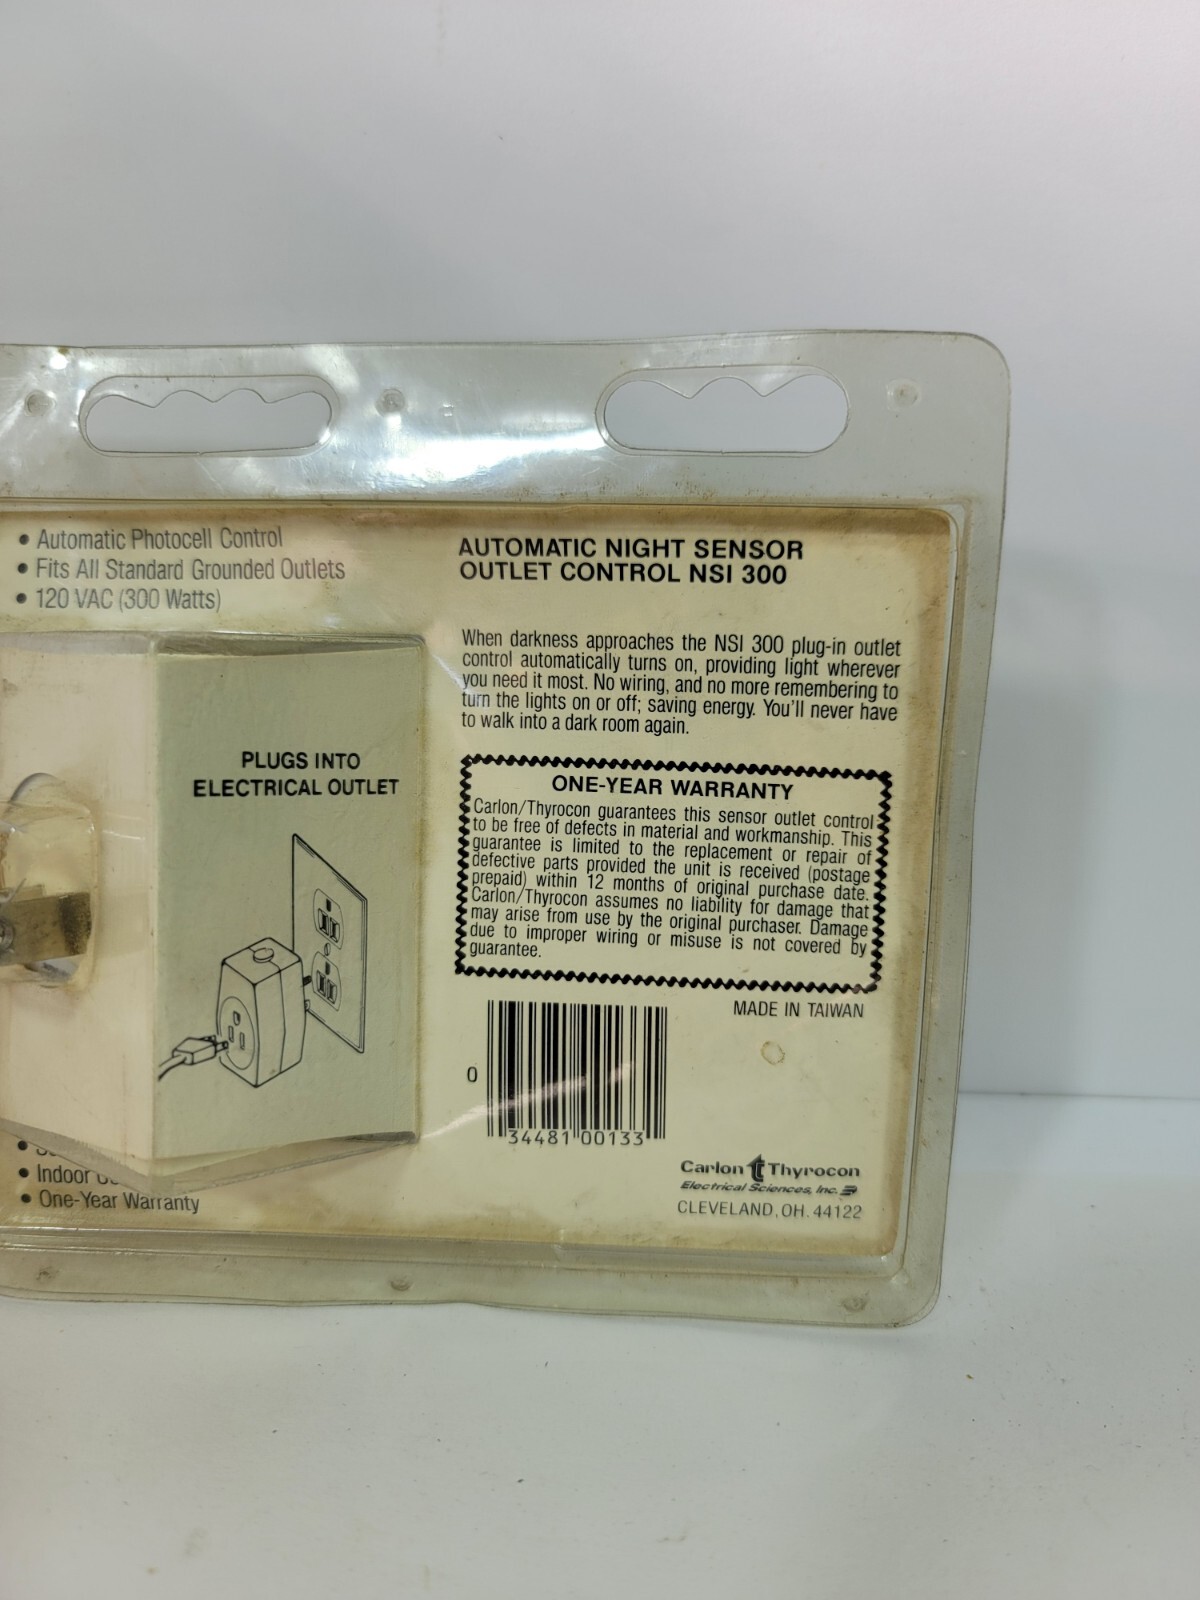 • Automatic Photocell Control
• Fits All Standard Grounded Outlets
• 120 VAC (300 Watts)
PLUGS INTO
ELECTRICAL OUTLET
• Indoor
• One-Year Warranty
AUTOMATIC NIGHT SENSOR
OUTLET CONTROL NSI 300
When darkness approaches the NSI 300 plug-in outlet
control automatically turns on, providing light wherever
you need it most. No wiring, and no more remembering to
turn the lights on or off; saving energy. You'll never have
to walk into a dark room again.
ONE-YEAR WARRANTY
Carlon/Thyrocon guarantees this sensor outlet control
to be free of defects in material and workmanship. This
guarantee is limited to the replacement or repair of
defective parts provided the unit is received (postage
prepaid) within 12 months of original purchase date.
Carlon/Thyrocon assumes no liability for damage that
may arise from use by the original purchaser. Damage
due to improper wiring or misuse is not covered by
guarantee.
MADE IN TAIWAN
0 34481 00133
Carlon Thyrocon
Electrical Sciences, Inc.
CLEVELAND, OH. 44122